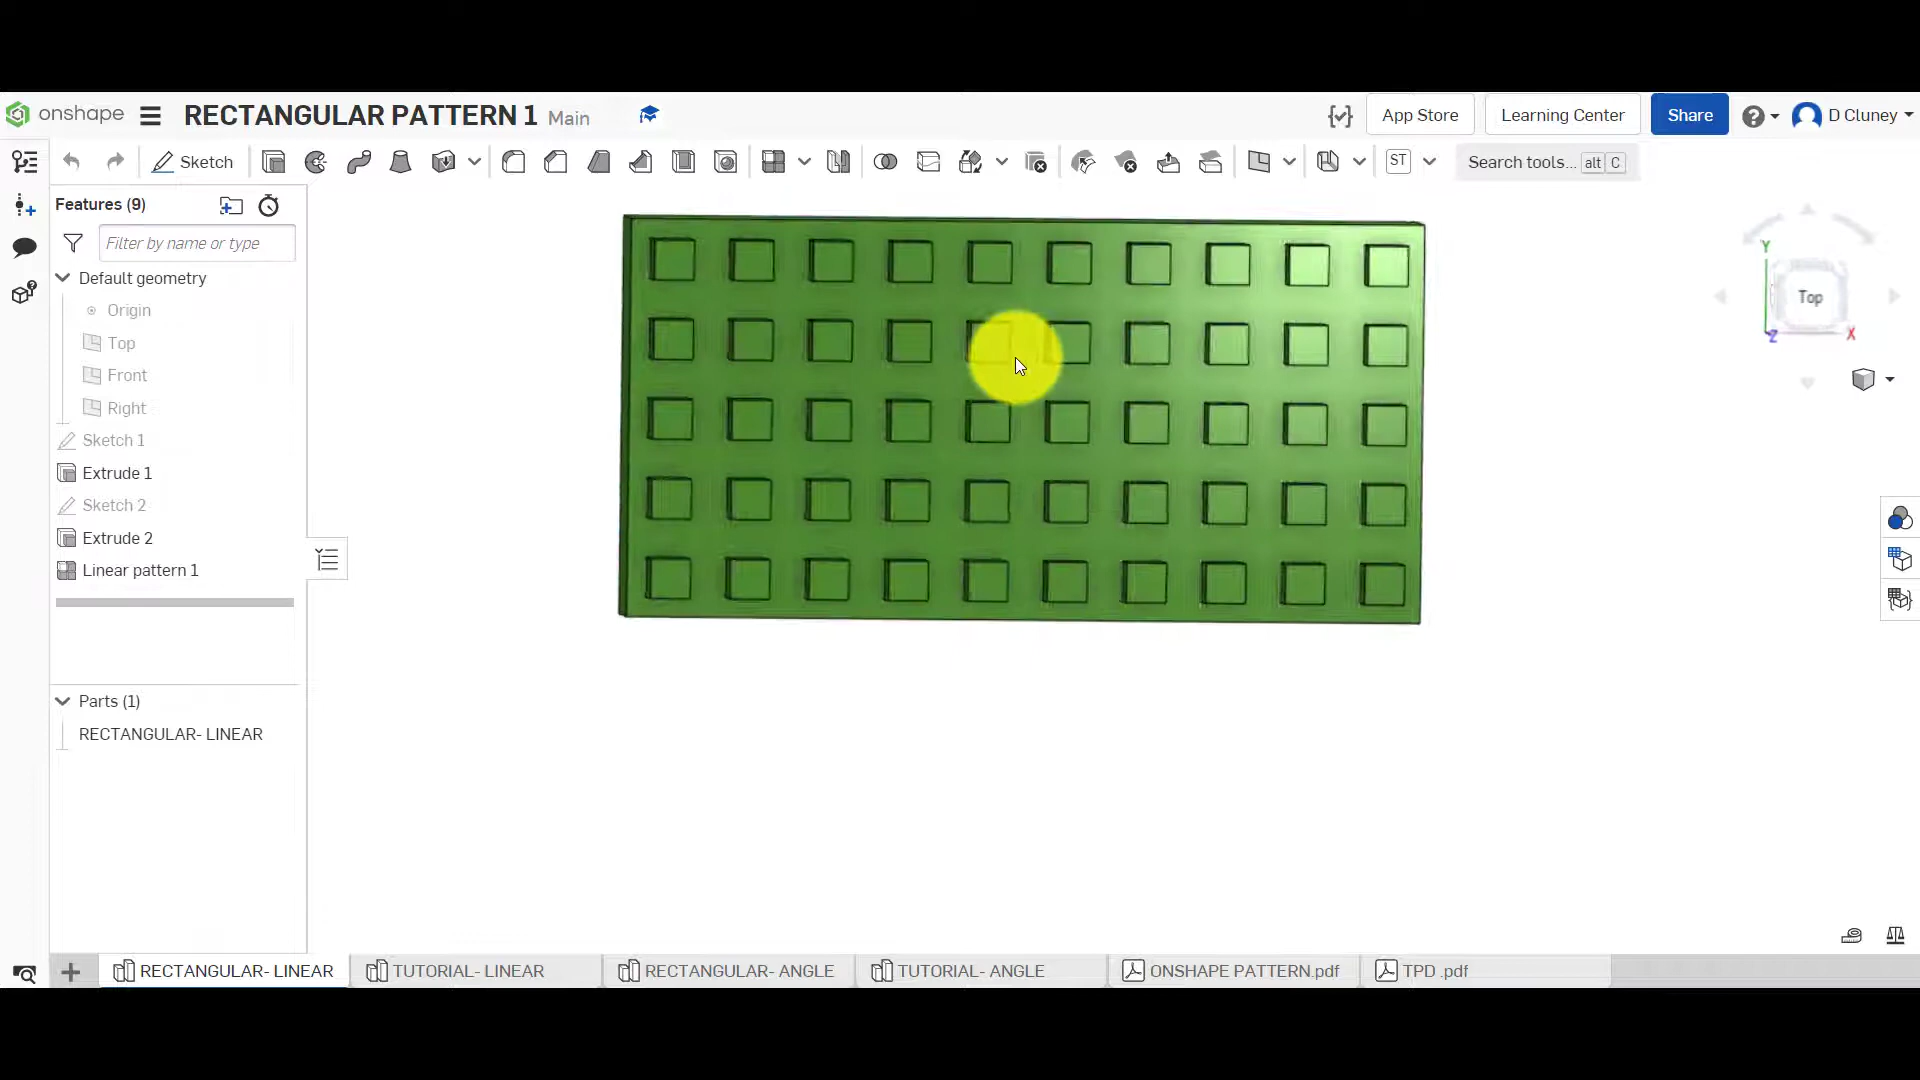 onshape RECTANGULAR PATTERN 1 Main App Store Learning Center Share D Cluney
Sketch ST Search tools... alt C
Features (9)
Filter by name or type
Default geometry
Origin
Top
Front
Right
Sketch 1
Extrude 1
Sketch 2
Extrude 2
Linear pattern 1
Parts (1)
RECTANGULAR- LINEAR
Y
Top
Z X
RECTANGULAR- LINEAR TUTORIAL- LINEAR RECTANGULAR- ANGLE TUTORIAL- ANGLE ONSHAPE PATTERN.pdf TPD .pdf